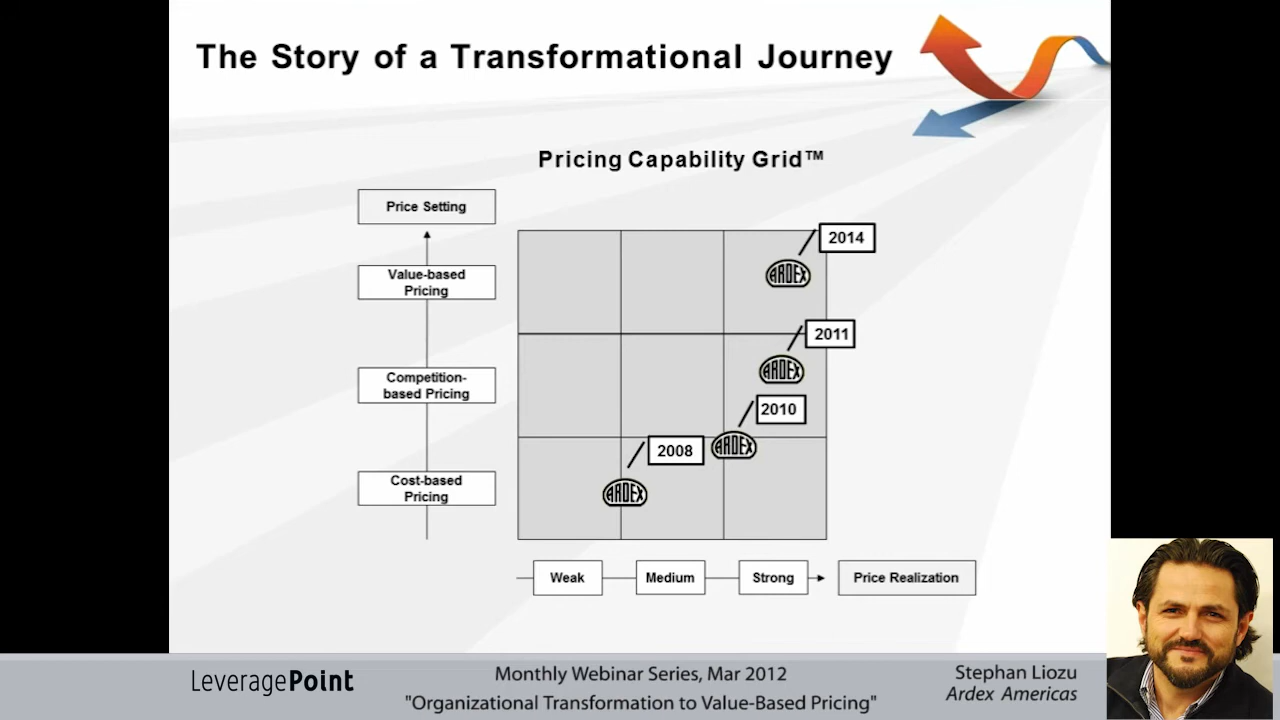 The Story of a Transformational Journey
Pricing Capability Grid™
Price Setting
Value-based
Pricing
Competition-
based Pricing
Cost-based
Pricing
2014
ARDEX
2011
ARDEX
2010
ARDEX
2008
ARDEX
Weak
Medium
Strong
Price Realization
LeveragePoint
Monthly Webinar Series, Mar 2012
"Organizational Transformation to Value-Based Pricing"
Stephan Liozu
Ardex Americas